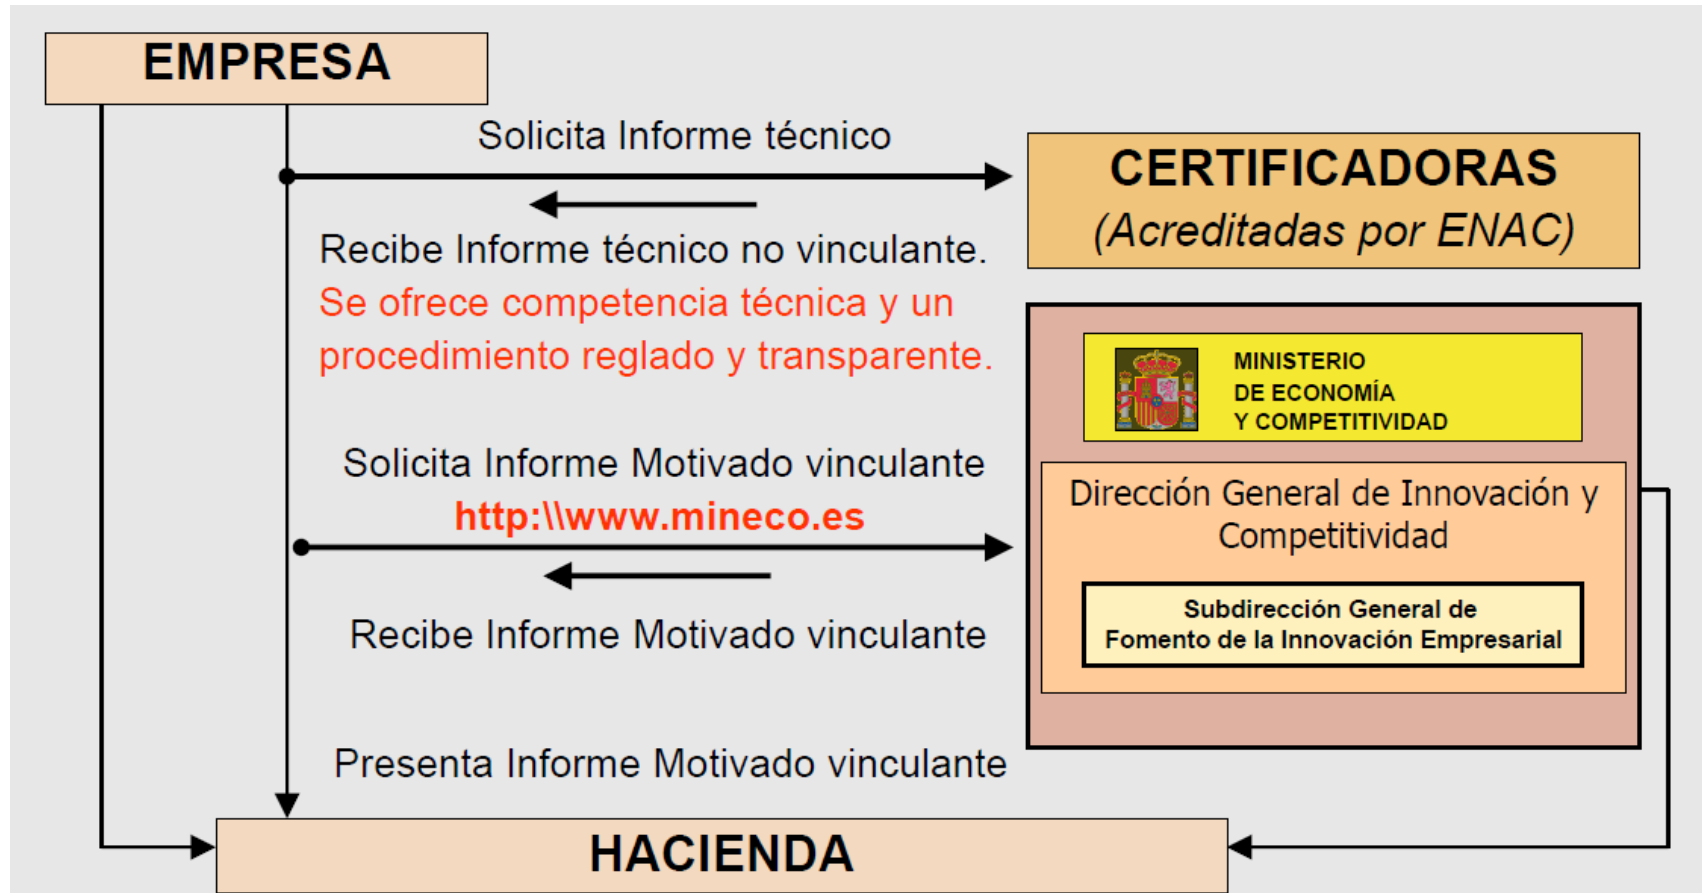 EMPRESA
Solicita Informe técnico
CERTIFICADORAS
(Acreditadas por ENAC)
Recibe Informe técnico no vinculante.
Se ofrece competencia técnica y un
procedimiento reglado y transparente.
MINISTERIO
DE ECONOMÍA
Y COMPETITIVIDAD
Solicita Informe Motivado vinculante
http:\\www.mineco.es
Dirección General de Innovación y
Competitividad
Subdirección General de
Fomento de la Innovación Empresarial
Recibe Informe Motivado vinculante
Presenta Informe Motivado vinculante
HACIENDA